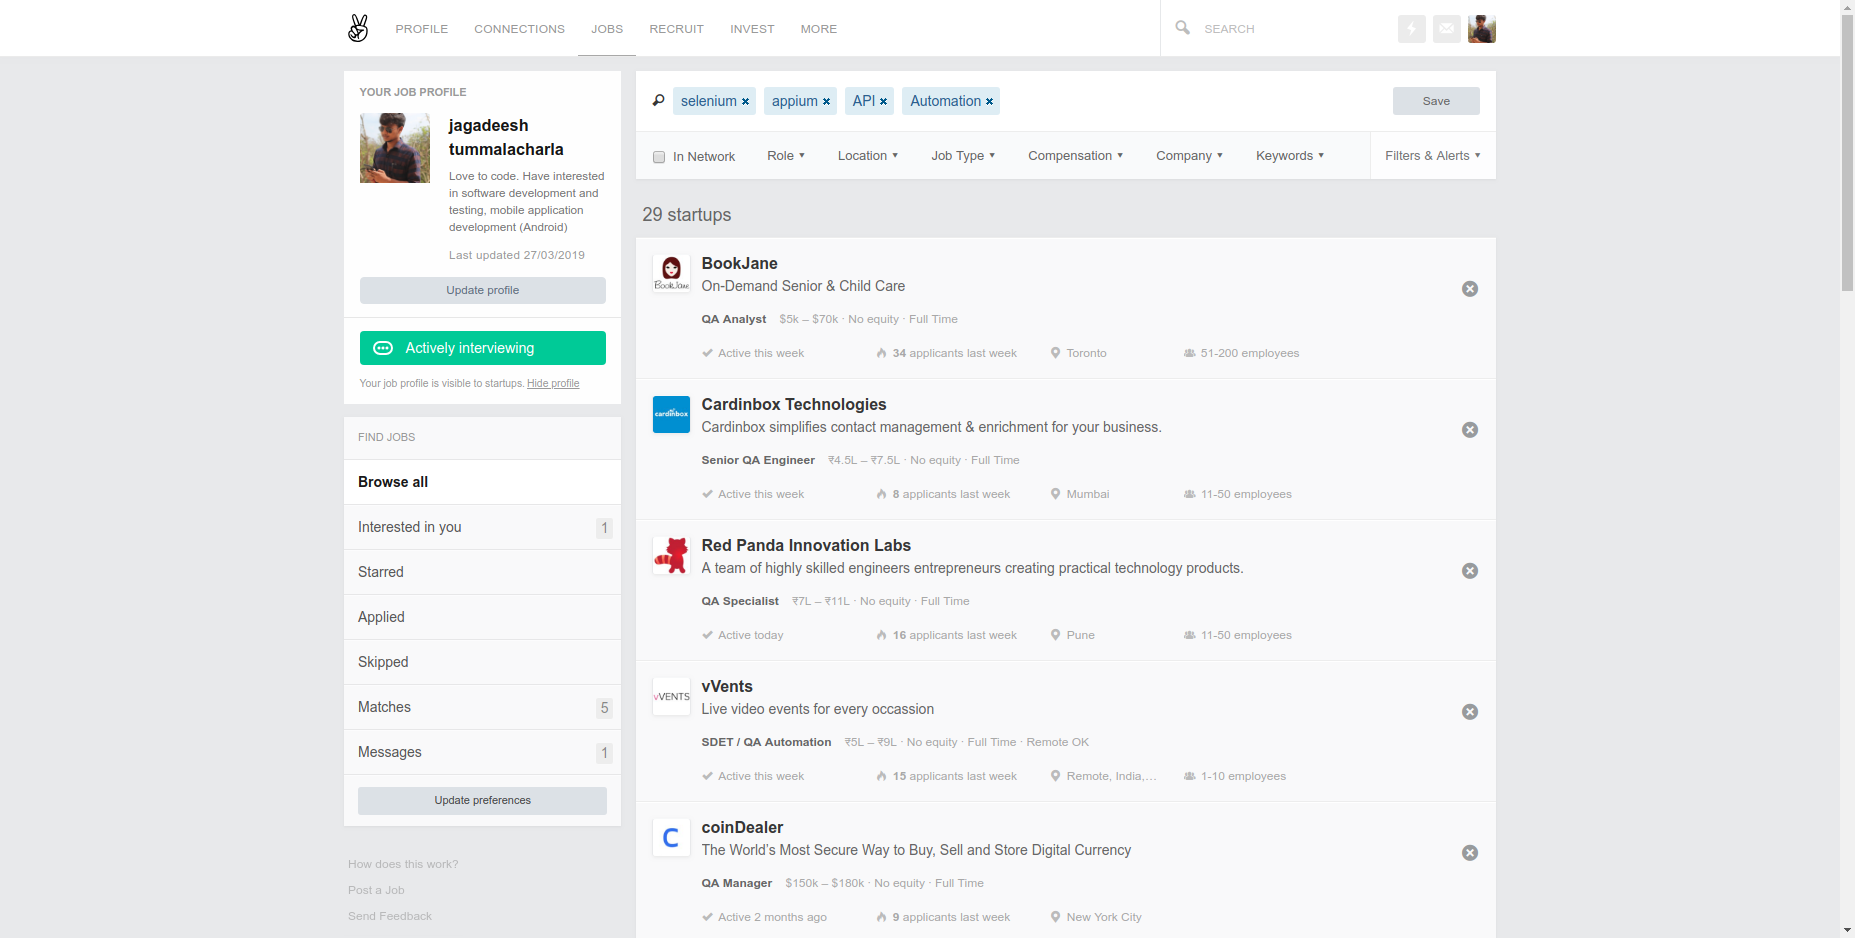 PROFILE CONNECTIONS JOBS RECRUIT INVEST MORE SEARCH
YOUR JOB PROFILE
jagadeesh
tummalacharla
Love to code. Have interested
in software development and
testing, mobile application
development (Android)
Last updated 27/03/2019
Update profile
Actively interviewing
Your job profile is visible to startups. Hide profile
FIND JOBS
Browse all
Interested in you 1
Starred
Applied
Skipped
Matches 5
Messages 1
Update preferences
How does this work?
Post a Job
Send Feedback
selenium × appium × API × Automation × Save
In Network Role ▾ Location ▾ Job Type ▾ Compensation ▾ Company ▾ Keywords ▾ Filters & Alerts ▾
29 startups
BookJane
BookJane
On-Demand Senior & Child Care
QA Analyst $5k – $70k · No equity · Full Time
Active this week 34 applicants last week Toronto 51-200 employees
cardinbox
Cardinbox Technologies
Cardinbox simplifies contact management & enrichment for your business.
Senior QA Engineer ₹4.5L – ₹7.5L · No equity · Full Time
Active this week 8 applicants last week Mumbai 11-50 employees
Red Panda Innovation Labs
A team of highly skilled engineers entrepreneurs creating practical technology products.
QA Specialist ₹7L – ₹11L · No equity · Full Time
Active today 16 applicants last week Pune 11-50 employees
vVENTS
vVents
Live video events for every occassion
SDET / QA Automation ₹5L – ₹9L · No equity · Full Time · Remote OK
Active this week 15 applicants last week Remote, India,... 1-10 employees
C
coinDealer
The World's Most Secure Way to Buy, Sell and Store Digital Currency
QA Manager $150k – $180k · No equity · Full Time
Active 2 months ago 9 applicants last week New York City